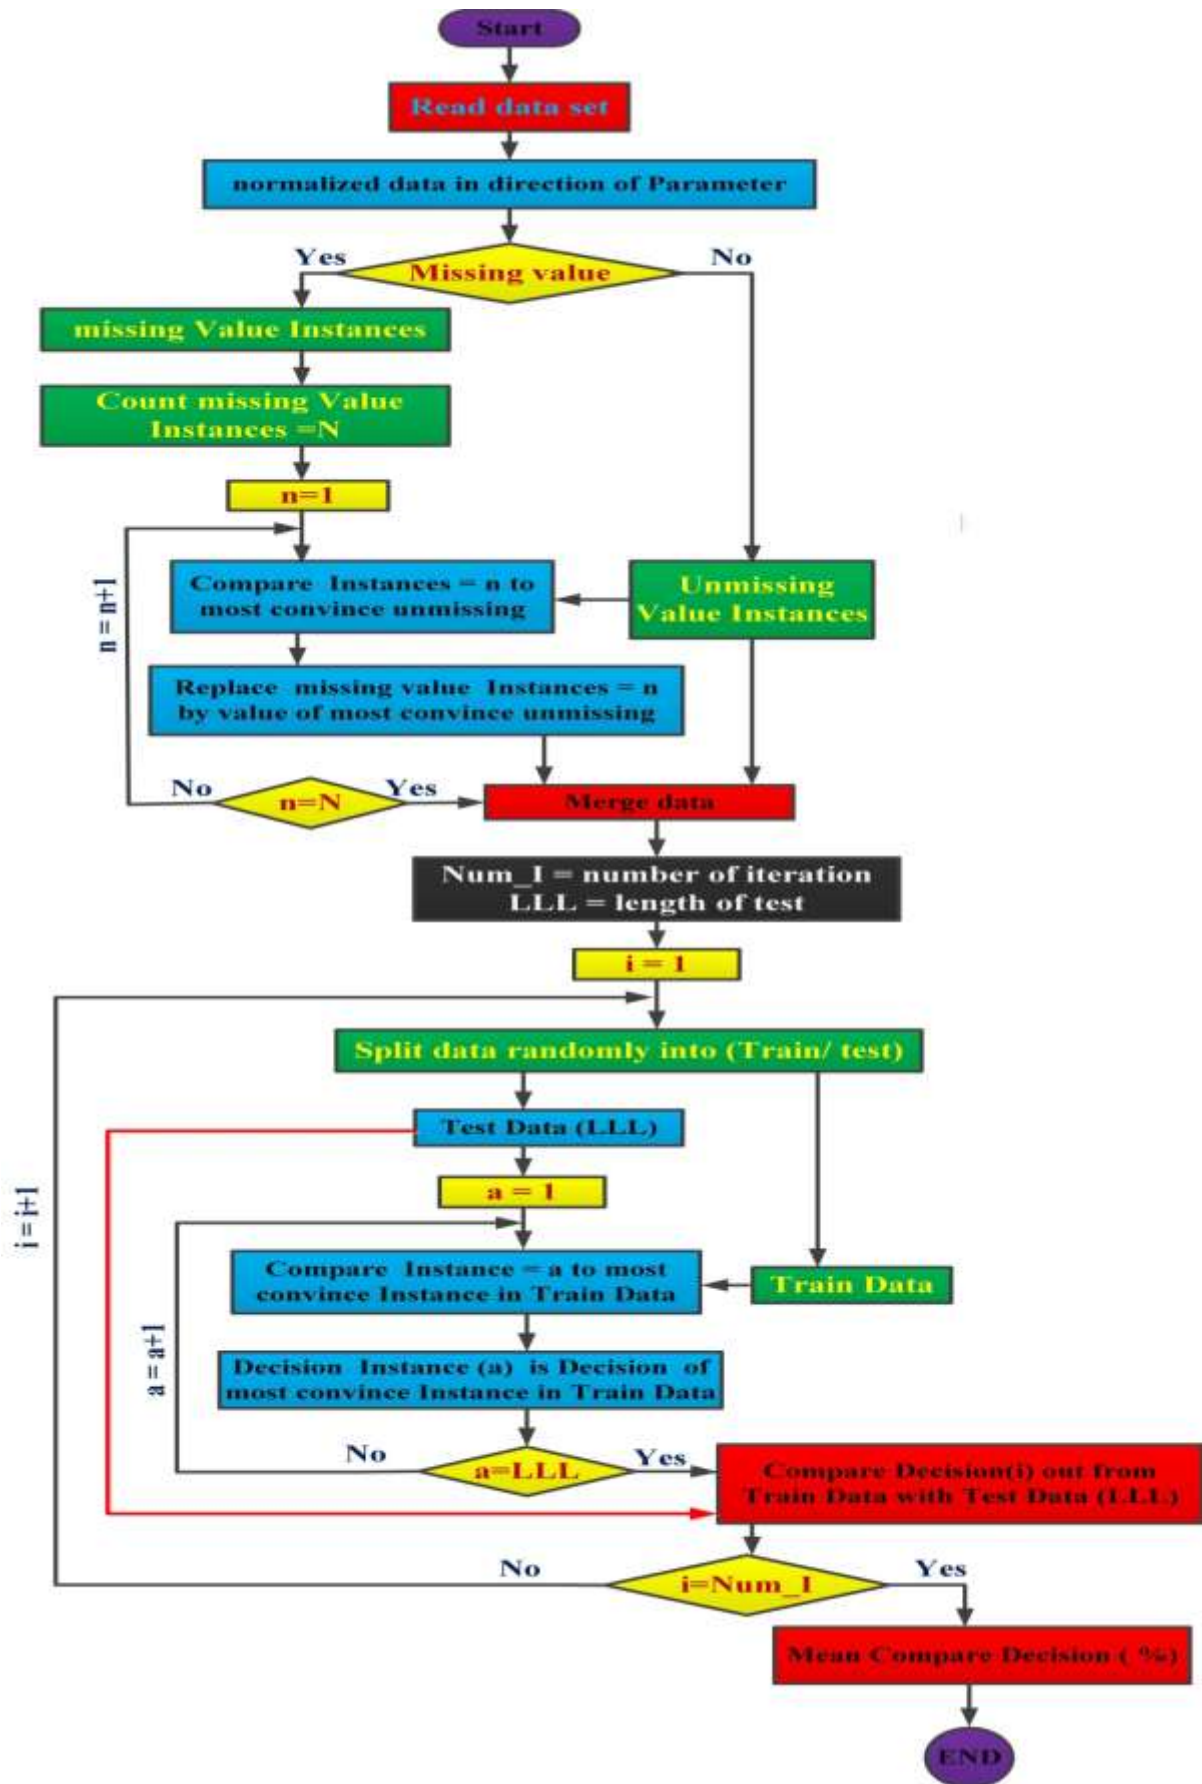 Start
Read data set
normalized data in direction of Parameter
Yes
No
Missing value
missing Value Instances
Count missing Value
Instances =N
n=1
n = n+1
Compare Instances = n to
most convince unmissing
Unmissing
Value Instances
Replace missing value Instances = n
by value of most convince unmissing
No
n=N
Yes
Merge data
Num_I = number of iteration
LLL = length of test
i = 1
Split data randomly into (Train/ test)
Test Data (LLL)
a = 1
i = i+1
Compare Instance = a to most
convince Instance in Train Data
Train Data
a = a+1
Decision Instance (a) is Decision of
most convince Instance in Train Data
No
a=LLL
Yes
Compare Decision(i) out from
Train Data with Test Data (LLL)
No
i=Num_I
Yes
Mean Compare Decision ( %)
END